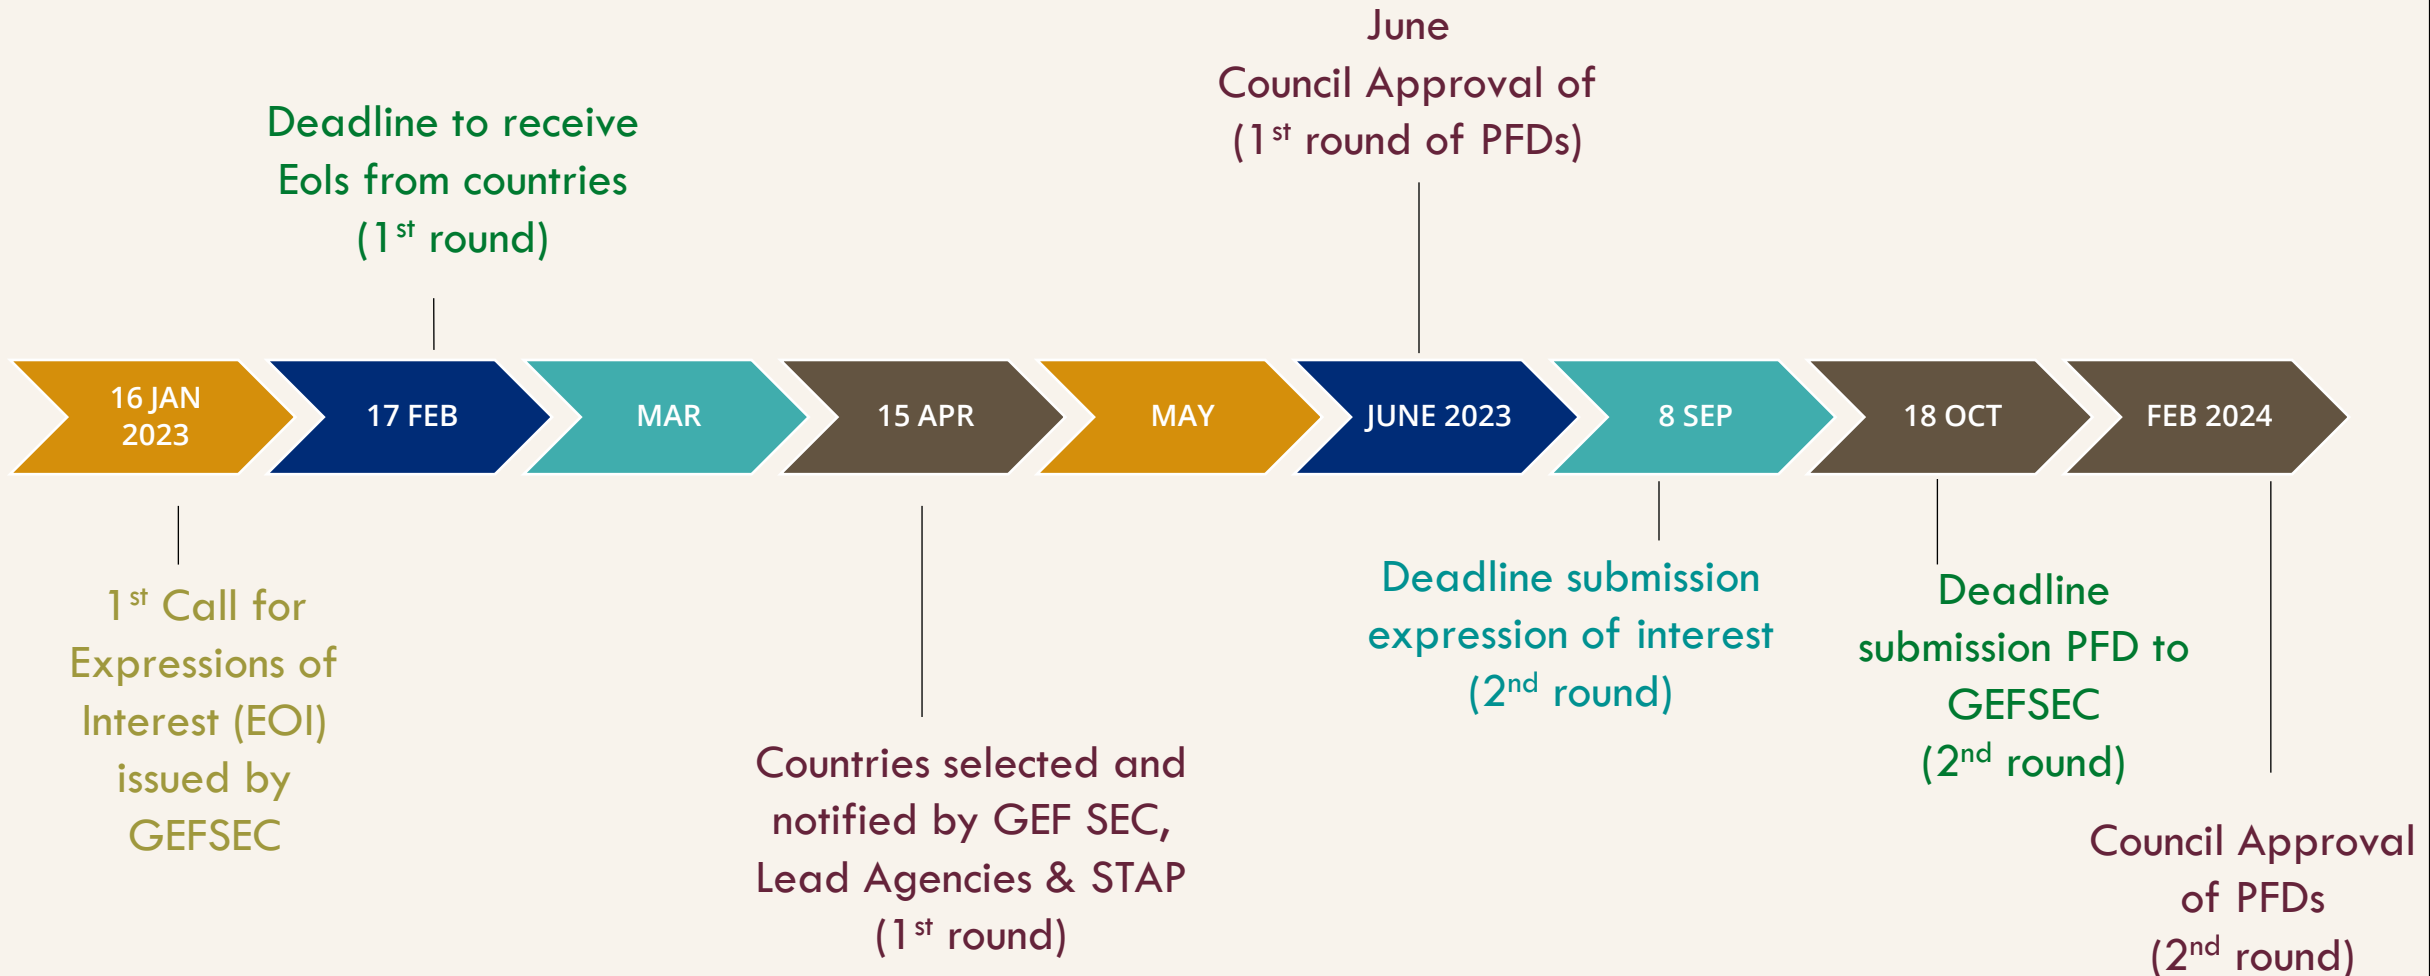 June
Council Approval of
(1st round of PFDs)
Deadline to receive
EoIs from countries
(1st round)
16 JAN
2023
17 FEB
MAR
15 APR
MAY
JUNE 2023
8 SEP
18 OCT
FEB 2024
1st Call for
Expressions of
Interest (EOI)
issued by
GEFSEC
Countries selected and
notified by GEF SEC,
Lead Agencies & STAP
(1st round)
Deadline submission
expression of interest
(2nd round)
Deadline
submission PFD to
GEFSEC
(2nd round)
Council Approval
of PFDs
(2nd round)